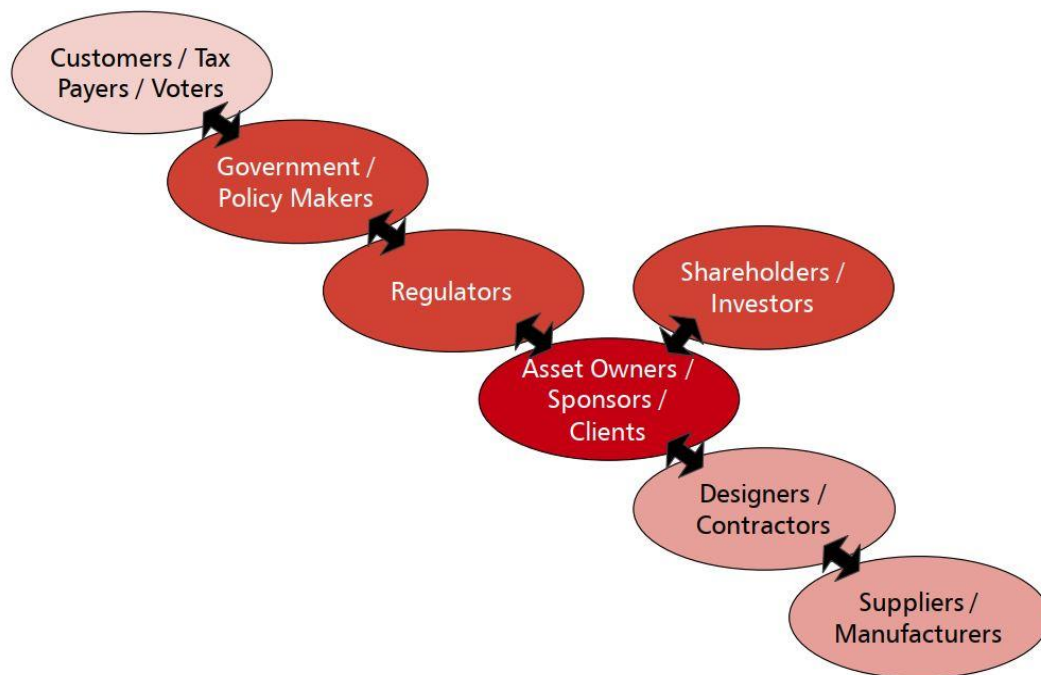 Customers / Tax
Payers / Voters
Government /
Policy Makers
Regulators
Shareholders /
Investors
Asset Owners /
Sponsors /
Clients
Designers /
Contractors
Suppliers /
Manufacturers